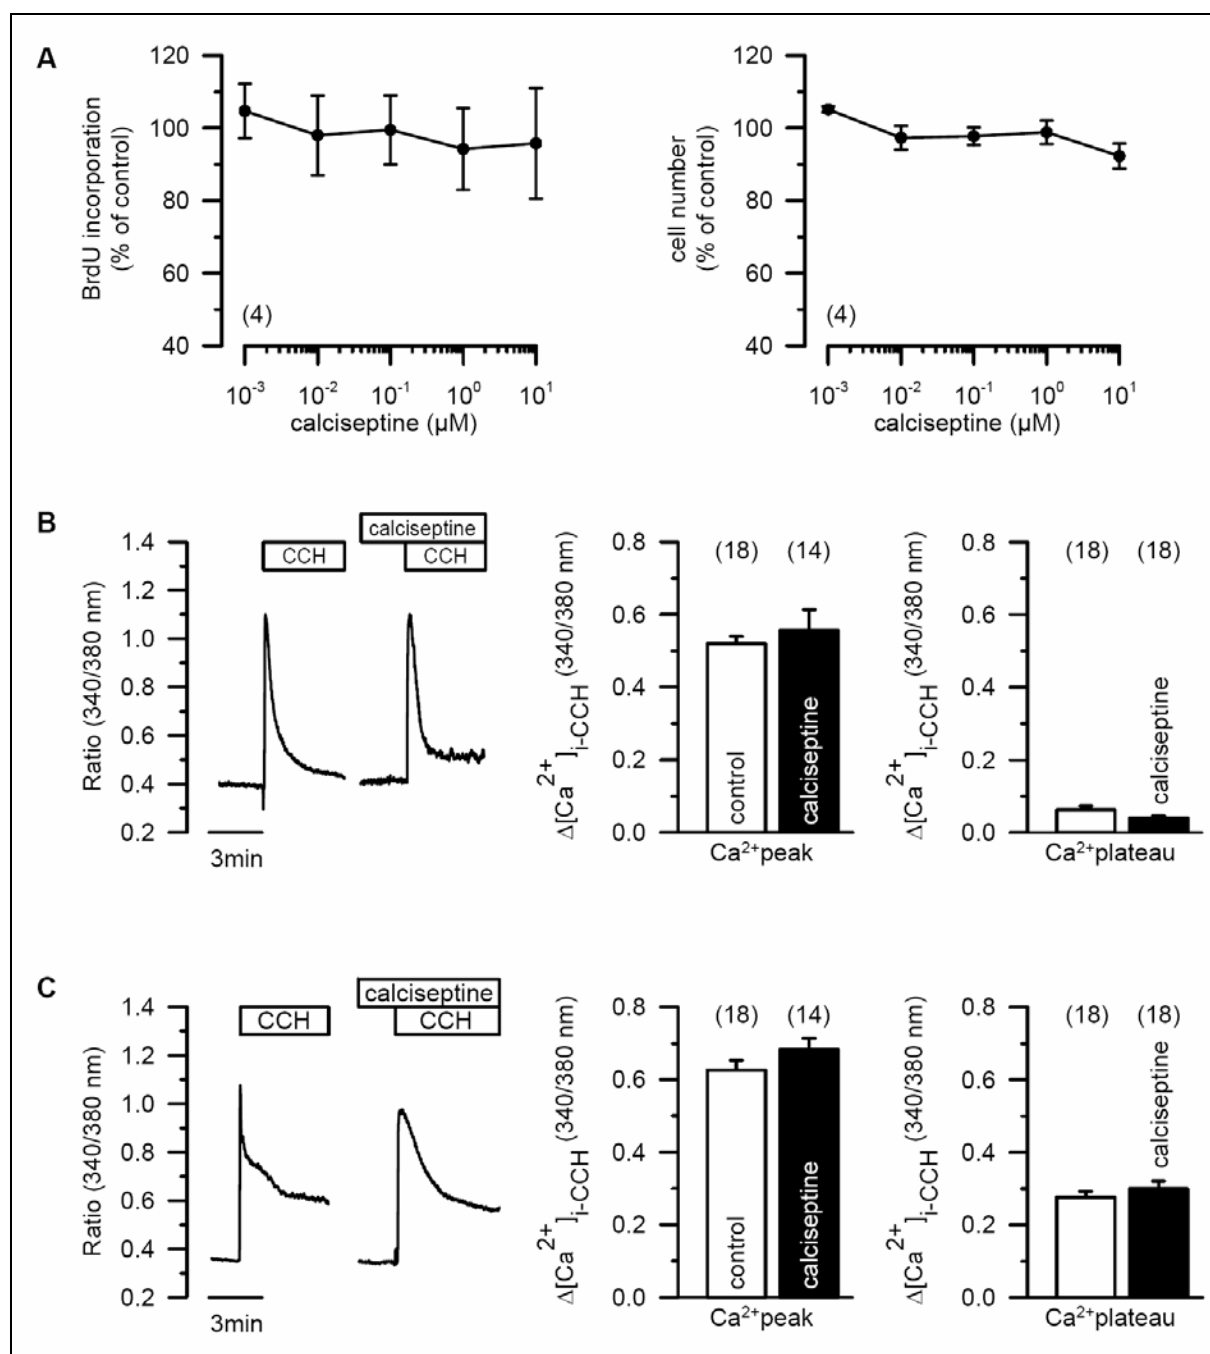 A
BrdU incorporation
(% of control)
120
100
80
60
40
(4)
10-3 10-2 10-1 100 101
calciseptine (µM)
cell number
(% of control)
120
100
80
60
40
(4)
10-3 10-2 10-1 100 101
calciseptine (µM)
B
Ratio (340/380 nm)
1.4
1.2
1.0
0.8
0.6
0.4
0.2
calciseptine
CCH
CCH
3min
Δ[Ca2+]i-CCH (340/380 nm)
0.8
0.6
0.4
0.2
0.0
(18) (14)
control
calciseptine
Ca2+peak
Δ[Ca2+]i-CCH (340/380 nm)
0.8
0.6
0.4
0.2
0.0
(18) (18)
calciseptine
Ca2+plateau
C
Ratio (340/380 nm)
1.4
1.2
1.0
0.8
0.6
0.4
0.2
calciseptine
CCH
CCH
3min
Δ[Ca2+]i-CCH (340/380 nm)
0.8
0.6
0.4
0.2
0.0
(18) (14)
control
calciseptine
Ca2+peak
Δ[Ca2+]i-CCH (340/380 nm)
0.8
0.6
0.4
0.2
0.0
(18) (18)
calciseptine
Ca2+plateau